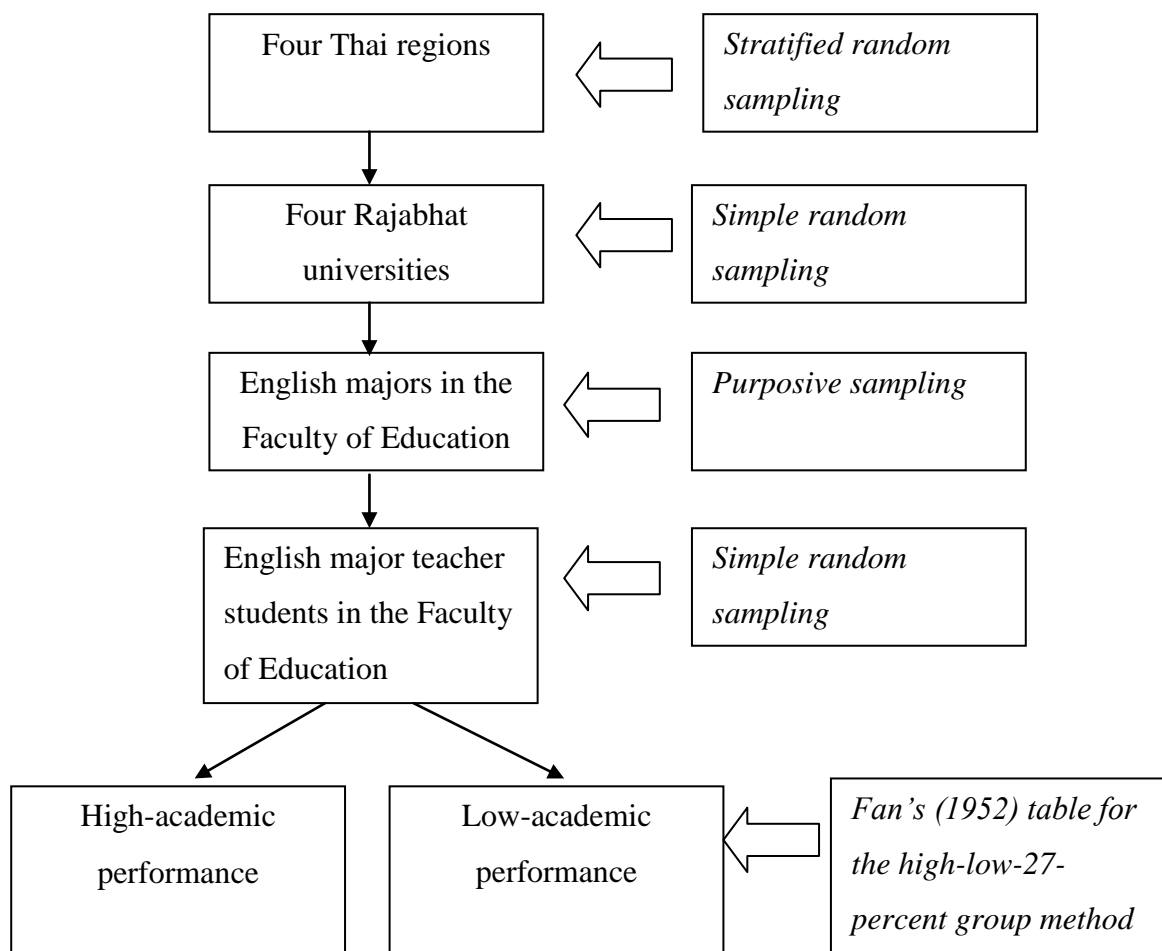 Four Thai regions
Stratified random
sampling
Four Rajabhat
universities
Simple random
sampling
English majors in the
Faculty of Education
Purposive sampling
English major teacher
students in the Faculty
of Education
Simple random
sampling
High-academic
performance
Low-academic
performance
Fan’s (1952) table for
the high-low-27-
percent group method